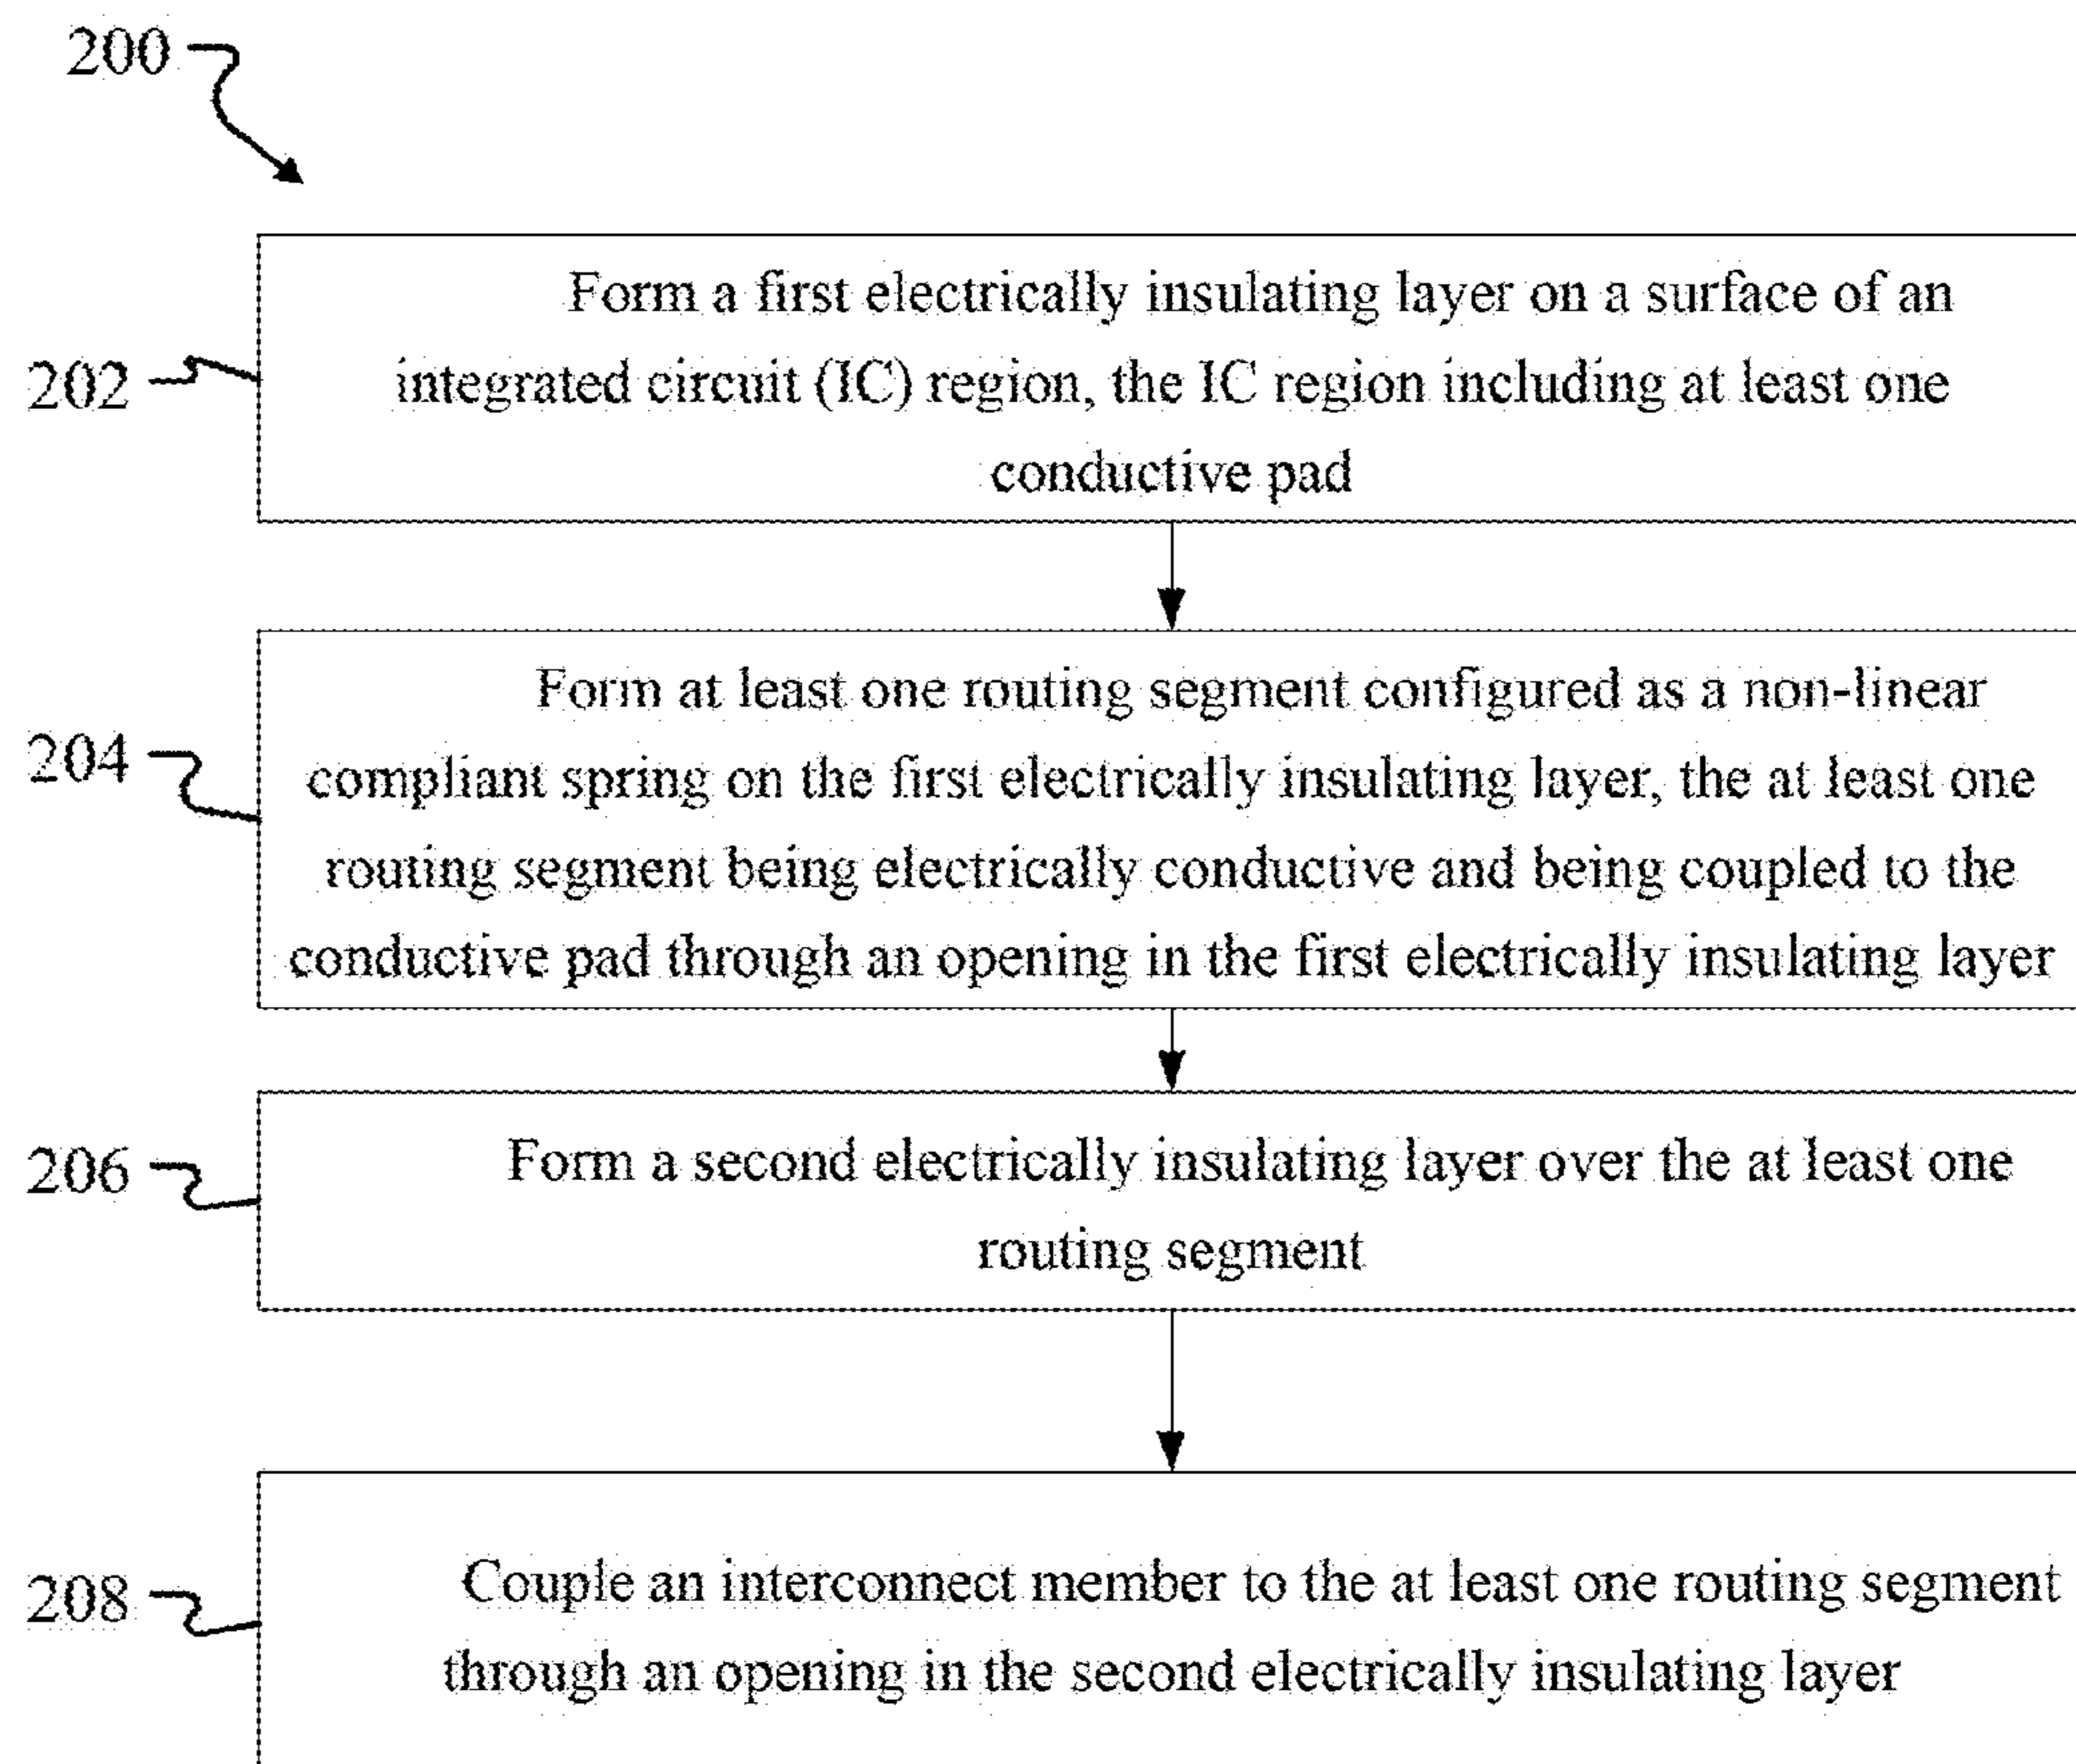 200
Form a first electrically insulating layer on a surface of an
202
integrated circuit (IC) region, the IC region including at least one
conductive pad
Form at least one routing segment configured as a non-linear
204
compliant spring on the first electrically insulating layer, the at least one
routing segment being electrically conductive and being coupled to the
conductive pad through an opening in the first electrically insulating layer
206
Form a second electrically insulating layer over the at least one
routing segment
208
Couple an interconnect member to the at least one routing segment
through an opening in the second electrically insulating layer